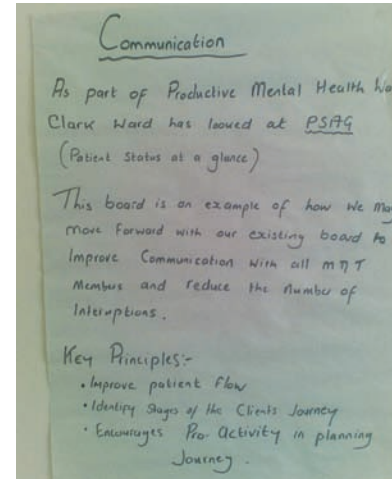 Communication
As part of Productive Mental Health Wa
Clark Ward has looked at PSAG
(Patient Status at a glance)
This board is an example of how we may
move Forward with our existing board to
Improve Communication with all MDT
Members and reduce the number of
Interuptions.
Key Principles:-
• Improve patient Flow
• Identify Stages of the Clients Journey
• Encourages Pro-Activity in planning
Journey.